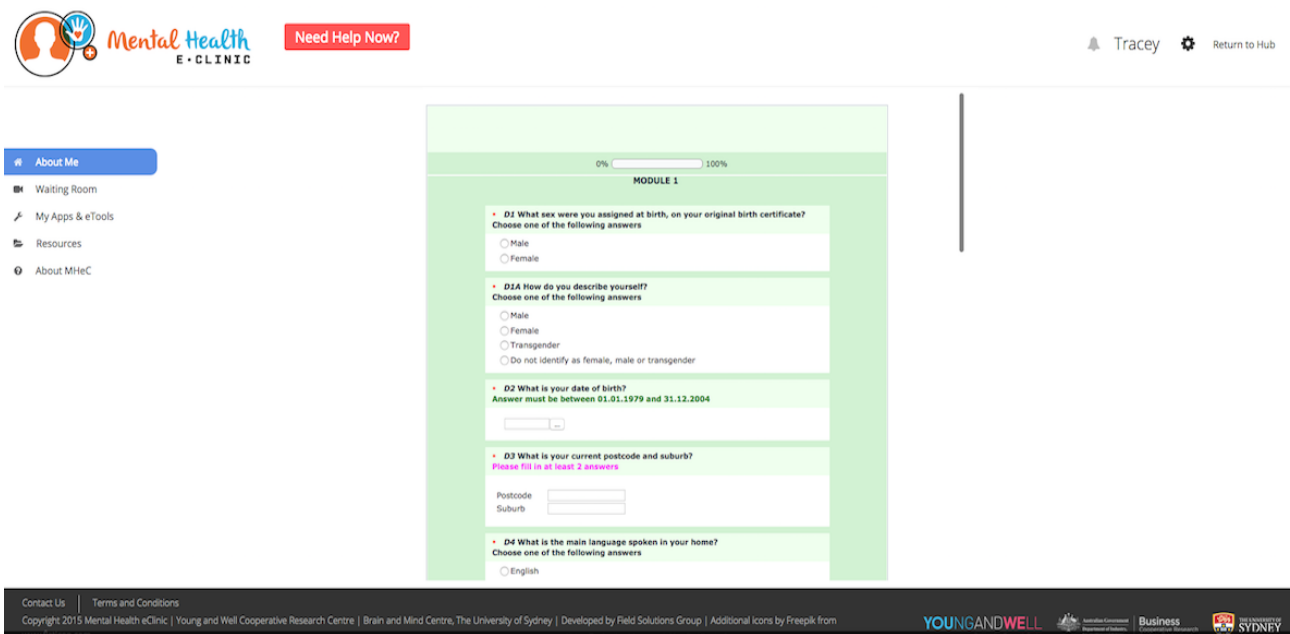 Mental Health
E·CLINIC
Need Help Now?
Tracey
Return to Hub
About Me
Waiting Room
My Apps & eTools
Resources
About MHeC
0% 100%
MODULE 1
• D1 What sex were you assigned at birth, on your original birth certificate?
Choose one of the following answers
Male
Female
• D1A How do you describe yourself?
Choose one of the following answers
Male
Female
Transgender
Do not identify as female, male or transgender
• D2 What is your date of birth?
Answer must be between 01.01.1979 and 31.12.2004
...
• D3 What is your current postcode and suburb?
Please fill in at least 2 answers
Postcode
Suburb
• D4 What is the main language spoken in your home?
Choose one of the following answers
English
Contact Us | Terms and Conditions
Copyright 2015 Mental Health eClinic | Young and Well Cooperative Research Centre | Brain and Mind Centre, The University of Sydney | Developed by Field Solutions Group | Additional icons by Freepik from
YOUNGANDWELL
Australian Government
Department of Industry,
Business
Cooperative Research
THE UNIVERSITY OF
SYDNEY